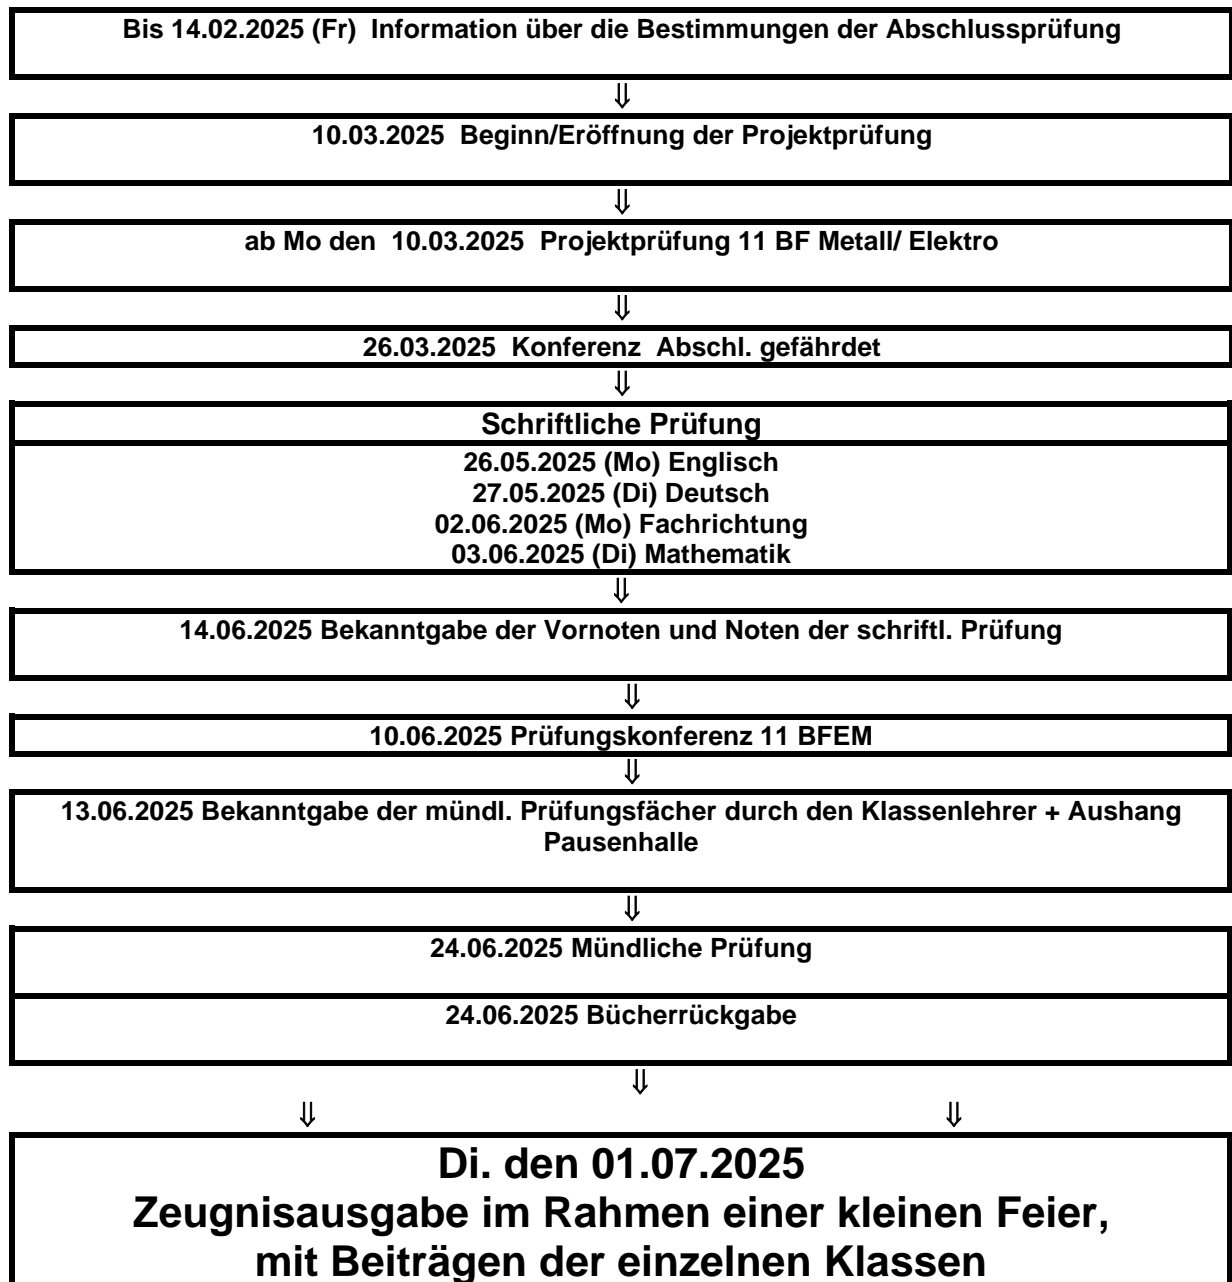 Bis 14.02.2025 (Fr)  Information über die Bestimmungen der Abschlussprüfung
⇓
10.03.2025  Beginn/Eröffnung der Projektprüfung
⇓
ab Mo den  10.03.2025  Projektprüfung 11 BF Metall/ Elektro
⇓
26.03.2025  Konferenz  Abschl. gefährdet
⇓
Schriftliche Prüfung
26.05.2025 (Mo) Englisch
27.05.2025 (Di) Deutsch
02.06.2025 (Mo) Fachrichtung
03.06.2025 (Di) Mathematik
⇓
14.06.2025 Bekanntgabe der Vornoten und Noten der schriftl. Prüfung
⇓
10.06.2025 Prüfungskonferenz 11 BFEM
⇓
13.06.2025 Bekanntgabe der mündl. Prüfungsfächer durch den Klassenlehrer + Aushang
Pausenhalle
⇓
24.06.2025 Mündliche Prüfung
24.06.2025 Bücherrückgabe
⇓
⇓ ⇓
Di. den 01.07.2025
Zeugnisausgabe im Rahmen einer kleinen Feier,
mit Beiträgen der einzelnen Klassen